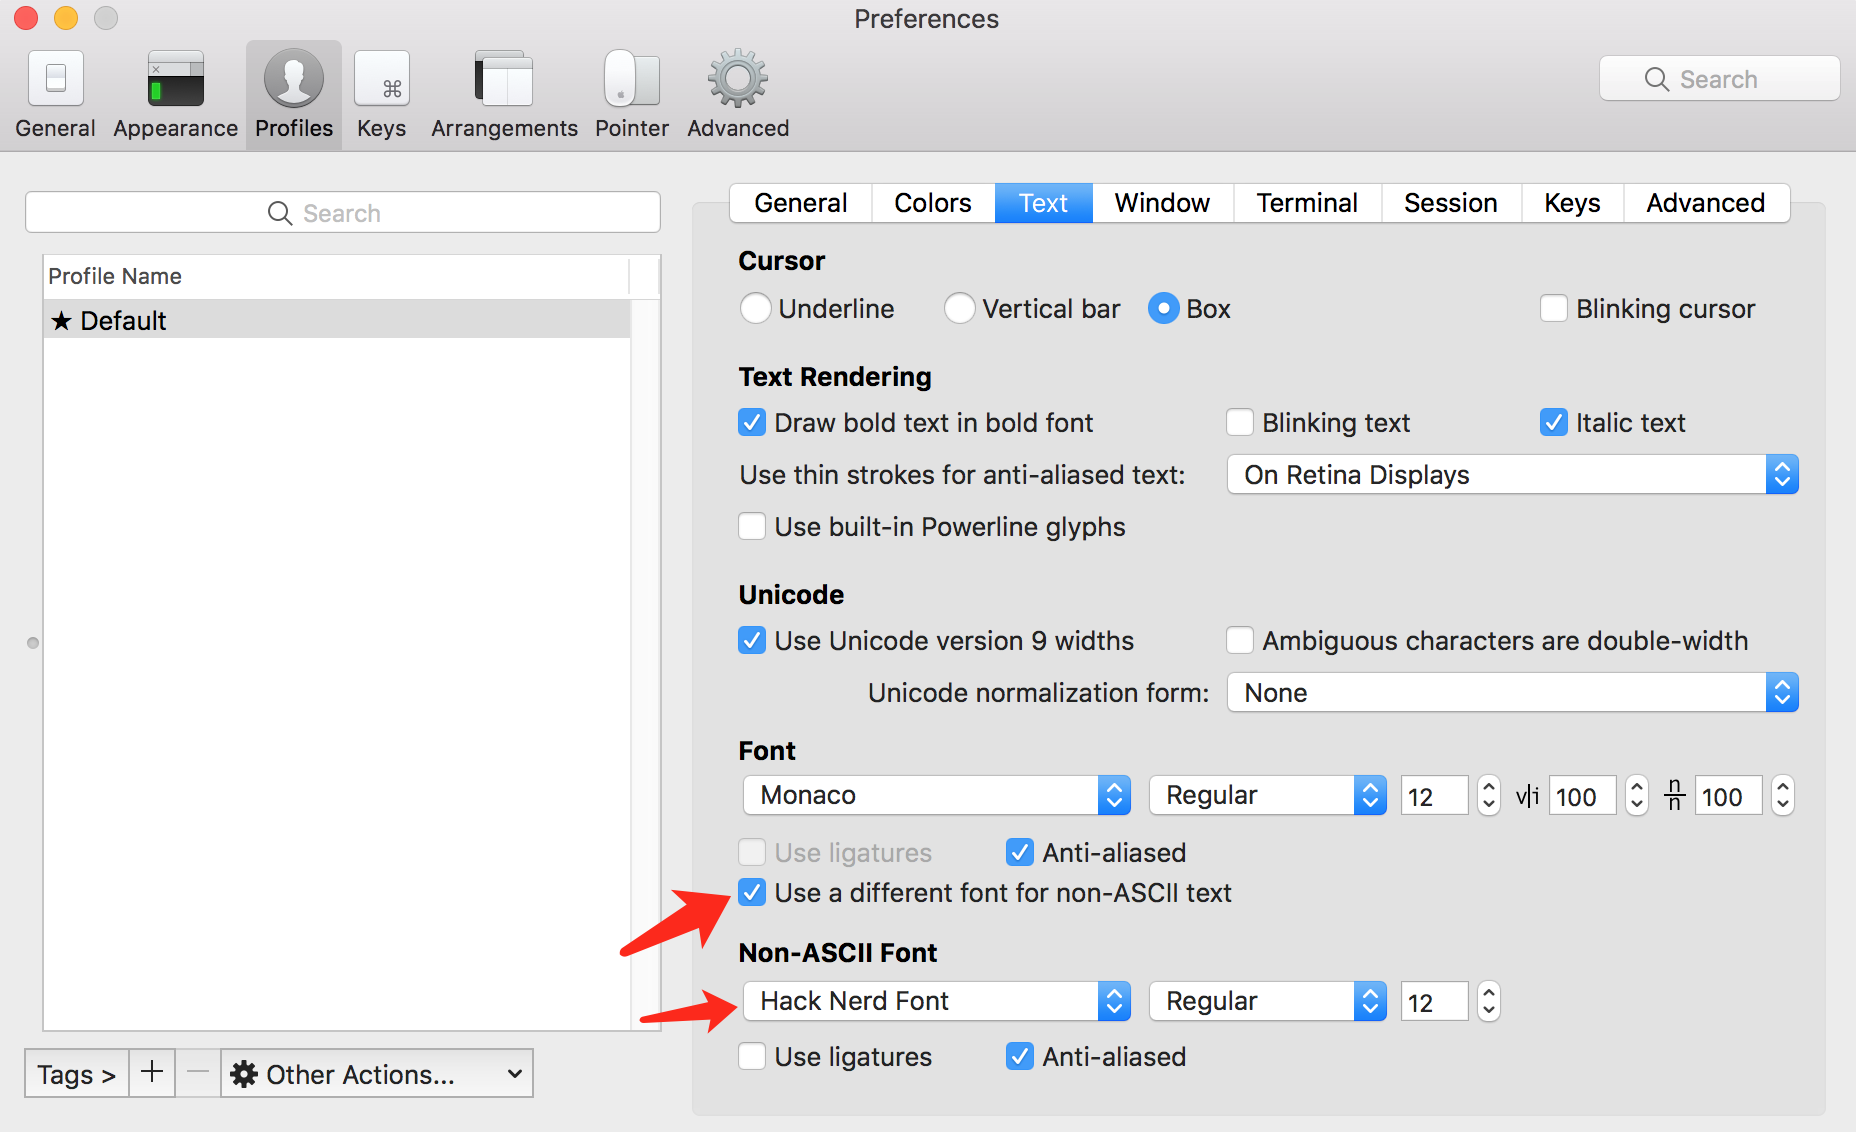 Preferences
General Appearance Profiles Keys Arrangements Pointer Advanced
Search
Search
Profile Name
★ Default
Tags > + — Other Actions...
General Colors Text Window Terminal Session Keys Advanced
Cursor
Underline Vertical bar Box Blinking cursor
Text Rendering
Draw bold text in bold font Blinking text Italic text
Use thin strokes for anti-aliased text: On Retina Displays
Use built-in Powerline glyphs
Unicode
Use Unicode version 9 widths Ambiguous characters are double-width
Unicode normalization form: None
Font
Monaco Regular 12 v|i 100 n/n 100
Use ligatures Anti-aliased
Use a different font for non-ASCII text
Non-ASCII Font
Hack Nerd Font Regular 12
Use ligatures Anti-aliased